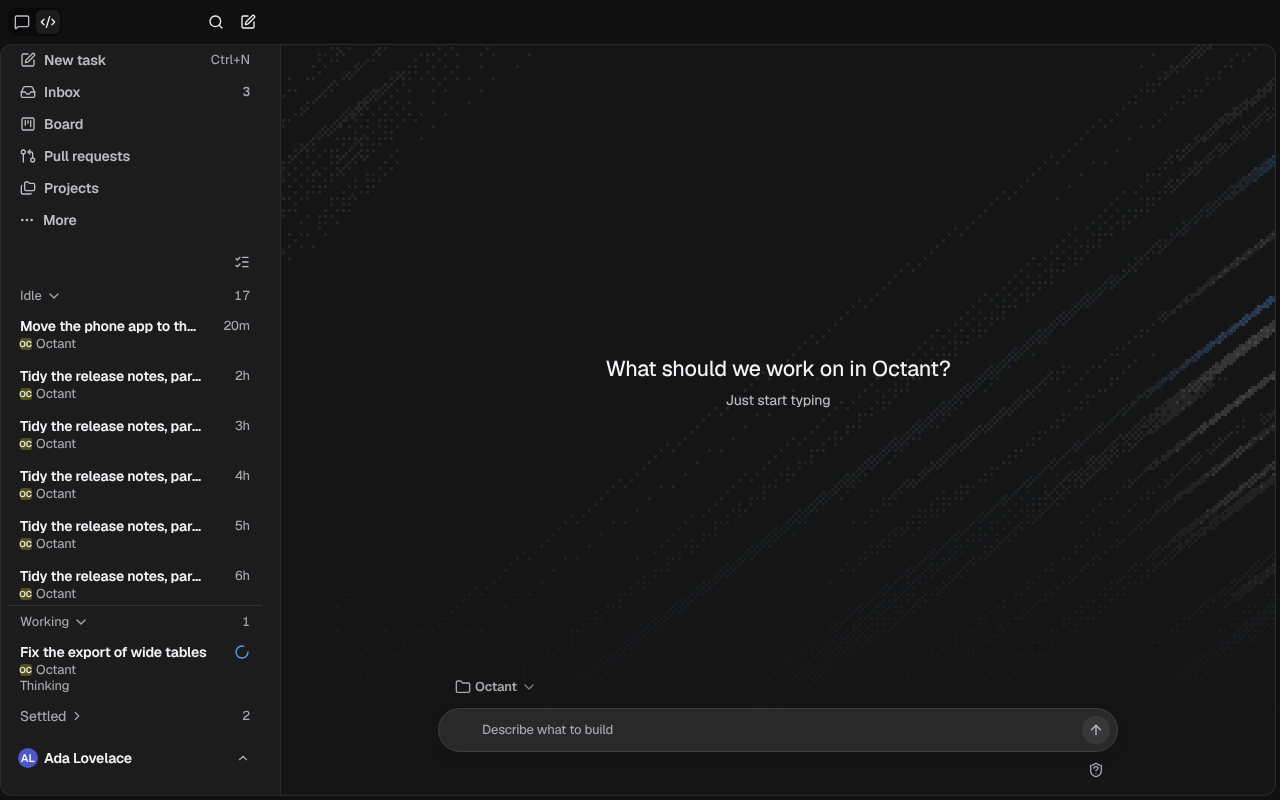 New task Ctrl+N
Inbox 3
Board
Pull requests
Projects
More
Idle 17
Move the phone app to th... 20m
OC Octant
Tidy the release notes, par... 2h
OC Octant
Tidy the release notes, par... 3h
OC Octant
Tidy the release notes, par... 4h
OC Octant
Tidy the release notes, par... 5h
OC Octant
Tidy the release notes, par... 6h
OC Octant
Working 1
Fix the export of wide tables
OC Octant
Thinking
Settled 2
AL Ada Lovelace
What should we work on in Octant?
Just start typing
Octant
Describe what to build